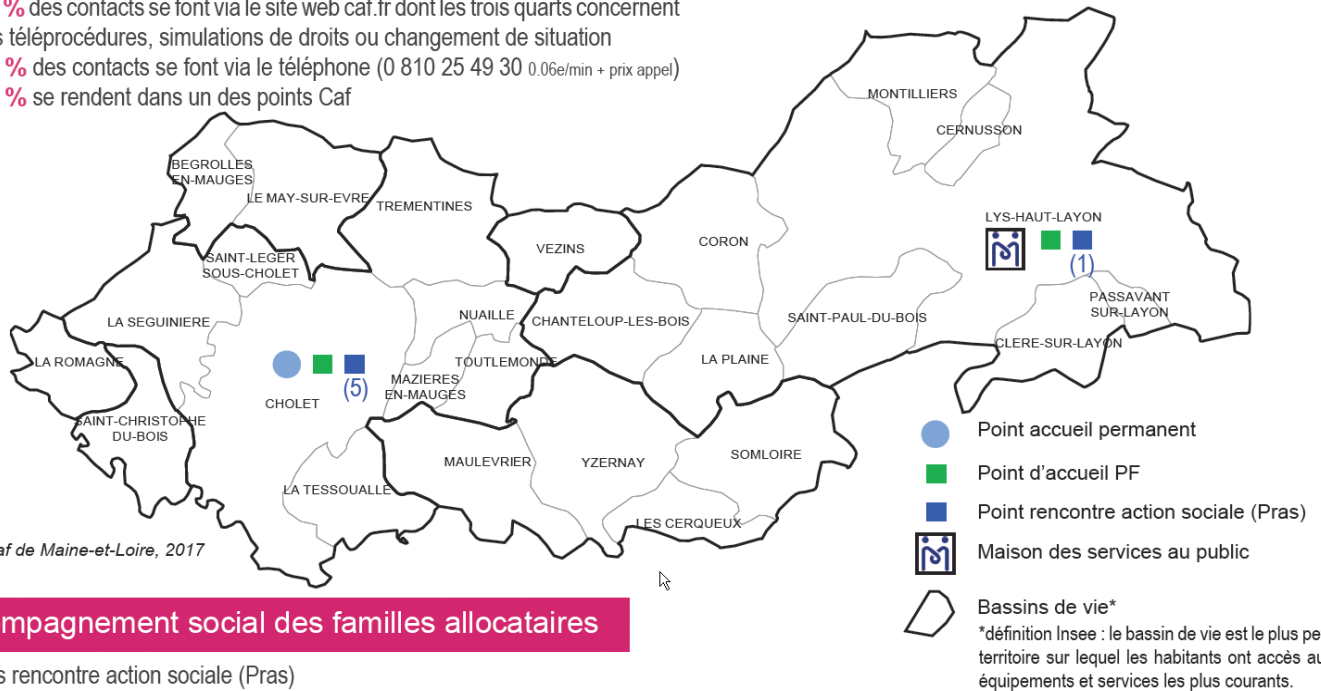 % des contacts se font via le site web caf.fr dont les trois quarts concernent
téléprocédures, simulations de droits ou changement de situation
% des contacts se font via le téléphone (0 810 25 49 30 0.06e/min + prix appel)
% se rendent dans un des points Caf
MONTILLIERS
CERNUSSON
BEGROLLES
EN-MAUGES
LE MAY-SUR-EVRE
TREMENTINES
LYS-HAUT-LAYON
(1)
VEZINS
CORON
SAINT-LEGER
SOUS-CHOLET
PASSAVANT
SUR-LAYON
LA SEGUINIERE
NUAILLE
CHANTELOUP-LES-BOIS
SAINT-PAUL-DU-BOIS
CLERE-SUR-LAYON
LA ROMAGNE
TOUTLEMONDE
LA PLAINE
MAZIERES
EN-MAUGES
CHOLET
(5)
SAINT-CHRISTOPHE
DU-BOIS
MAULEVRIER
YZERNAY
SOMLOIRE
LA TESSOUALLE
LES CERQUEUX
Point accueil permanent
Point d'accueil PF
Point rencontre action sociale (Pras)
Maison des services au public
Bassins de vie*
*définition Insee : le bassin de vie est le plus pe
territoire sur lequel les habitants ont accès au
équipements et services les plus courants.
af de Maine-et-Loire, 2017
mpagnement social des familles allocataires
s rencontre action sociale (Pras)